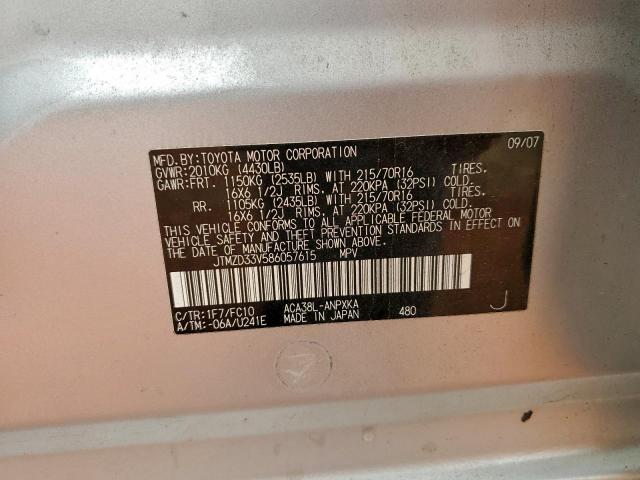 09/07
MFD.BY:TOYOTA MOTOR CORPORATION
GVWR:2010KG (4430LB)
GAWR:FRT. 1150KG (2535LB) WITH 215/70R16 TIRES.
16X6 1/2J RIMS. AT 220KPA (32PSI) COLD.
RR. 1105KG (2435LB) WITH 215/70R16 TIRES.
16X6 1/2J RIMS. AT 220KPA (32PSI) COLD.
THIS VEHICLE CONFORMS TO ALL APPLICABLE FEDERAL MOTOR
VEHICLE SAFETY AND THEFT PREVENTION STANDARDS IN EFFECT ON
THE DATE OF MANUFACTURE SHOWN ABOVE.
JTMZD33V586057615 MPV
C/TR:1F7/FC10 ACA38L-ANPXKA 480 J
A/TM:-06A/U241E MADE IN JAPAN